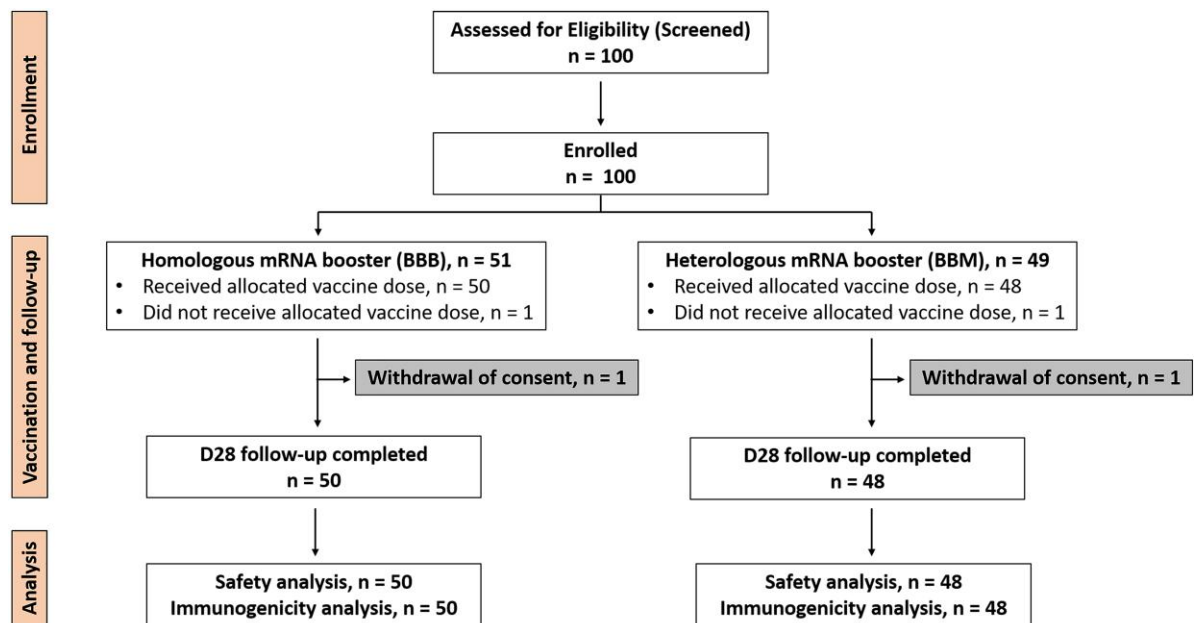 Enrollment
Assessed for Eligibility (Screened)
n = 100
Enrolled
n = 100
Vaccination and follow-up
Homologous mRNA booster (BBB), n = 51
• Received allocated vaccine dose, n = 50
• Did not receive allocated vaccine dose, n = 1
Heterologous mRNA booster (BBM), n = 49
• Received allocated vaccine dose, n = 48
• Did not receive allocated vaccine dose, n = 1
Withdrawal of consent, n = 1
Withdrawal of consent, n = 1
D28 follow-up completed
n = 50
D28 follow-up completed
n = 48
Analysis
Safety analysis, n = 50
Immunogenicity analysis, n = 50
Safety analysis, n = 48
Immunogenicity analysis, n = 48